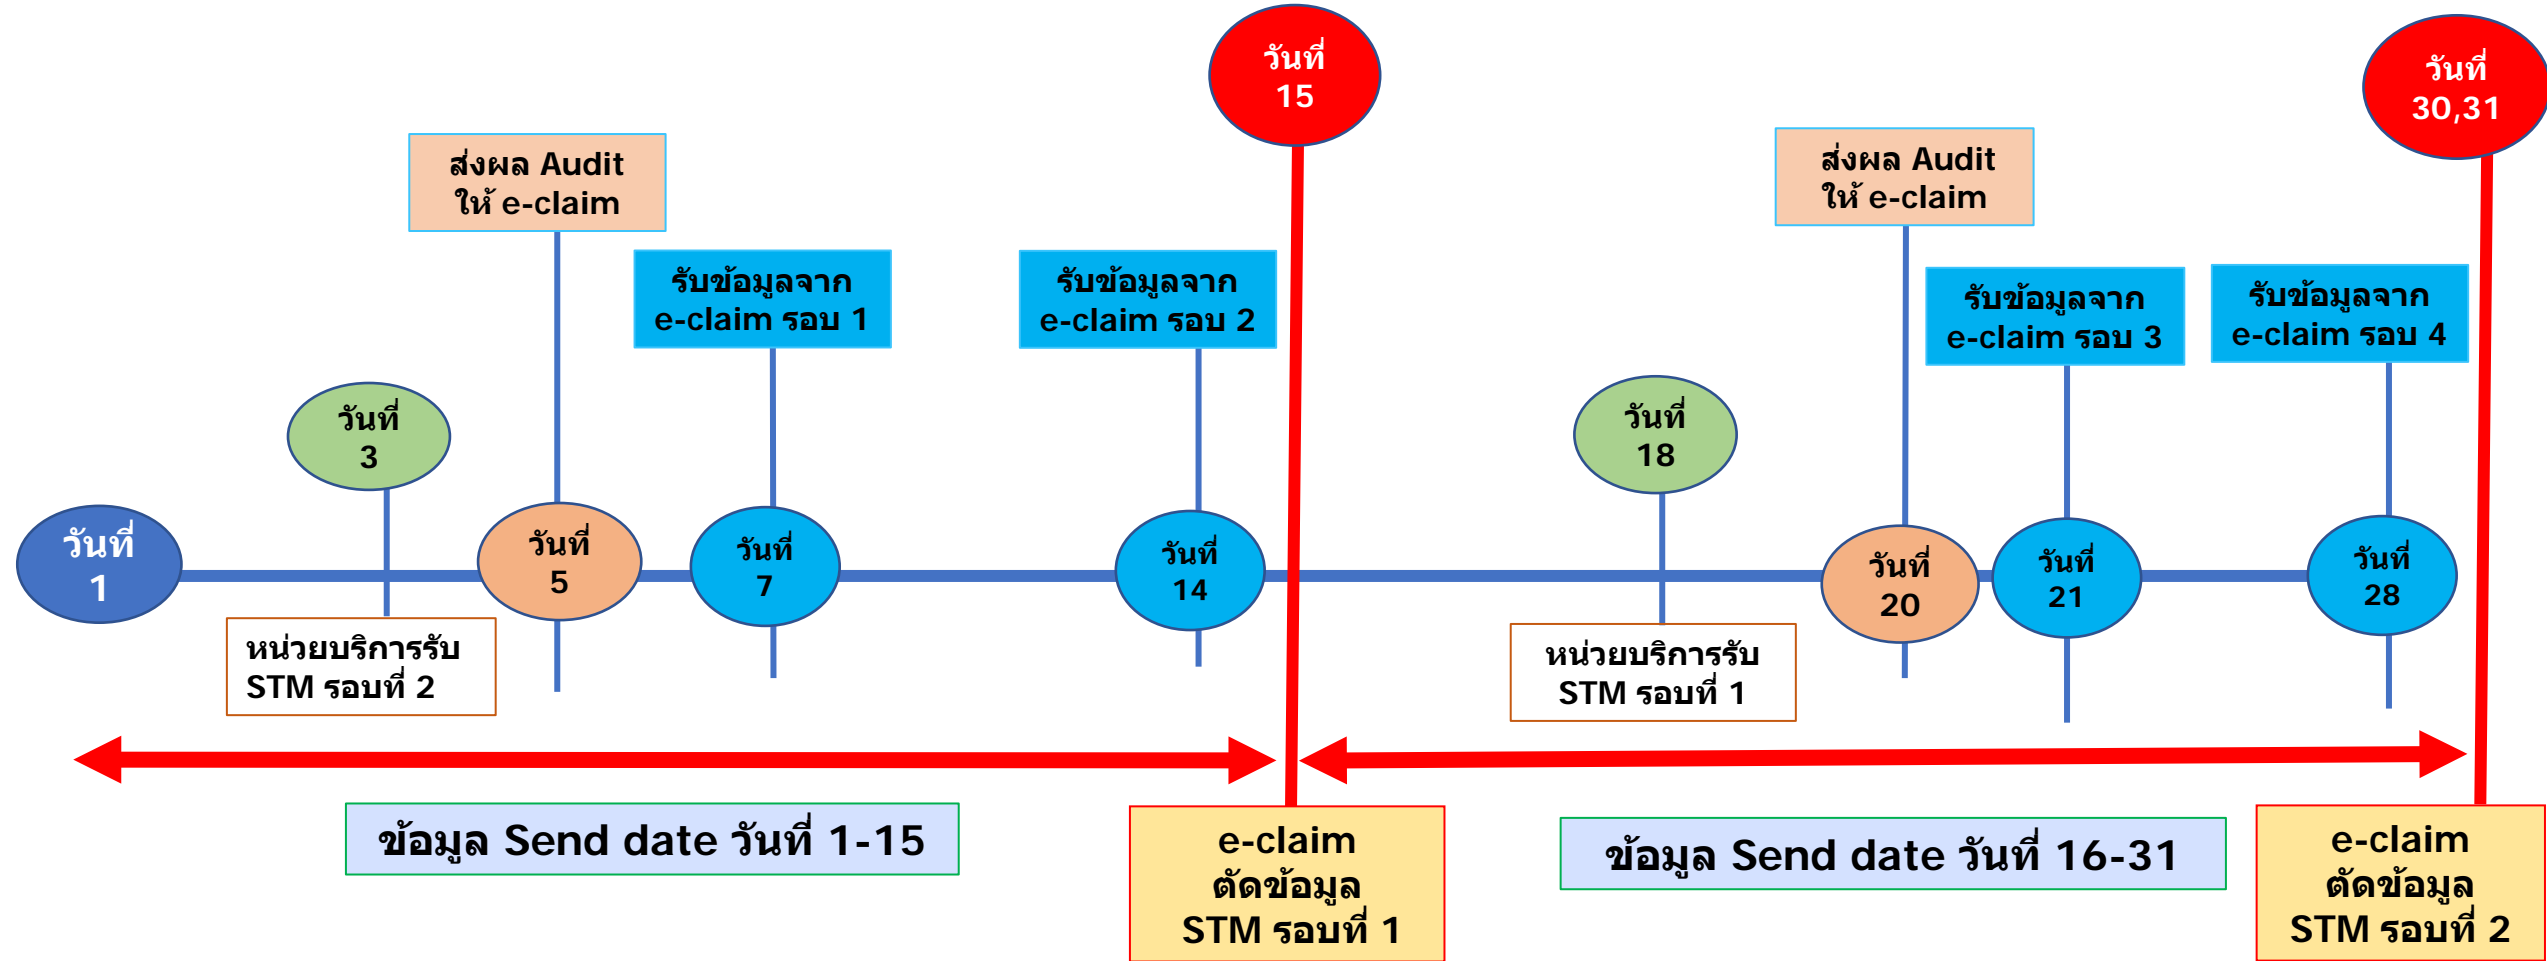 วันที่
15
วันที่
30,31
ส่งผล Audit
ให้ e-claim
ส่งผล Audit
ให้ e-claim
รับข้อมูลจาก
e-claim รอบ 1
รับข้อมูลจาก
e-claim รอบ 2
รับข้อมูลจาก
e-claim รอบ 3
รับข้อมูลจาก
e-claim รอบ 4
วันที่
3
วันที่
18
วันที่
1
วันที่
5
วันที่
7
วันที่
14
วันที่
20
วันที่
21
วันที่
28
หน่วยบริการรับ
STM รอบที่ 2
หน่วยบริการรับ
STM รอบที่ 1
ข้อมูล Send date วันที่ 1-15
e-claim
ตัดข้อมูล
STM รอบที่ 1
ข้อมูล Send date วันที่ 16-31
e-claim
ตัดข้อมูล
STM รอบที่ 2